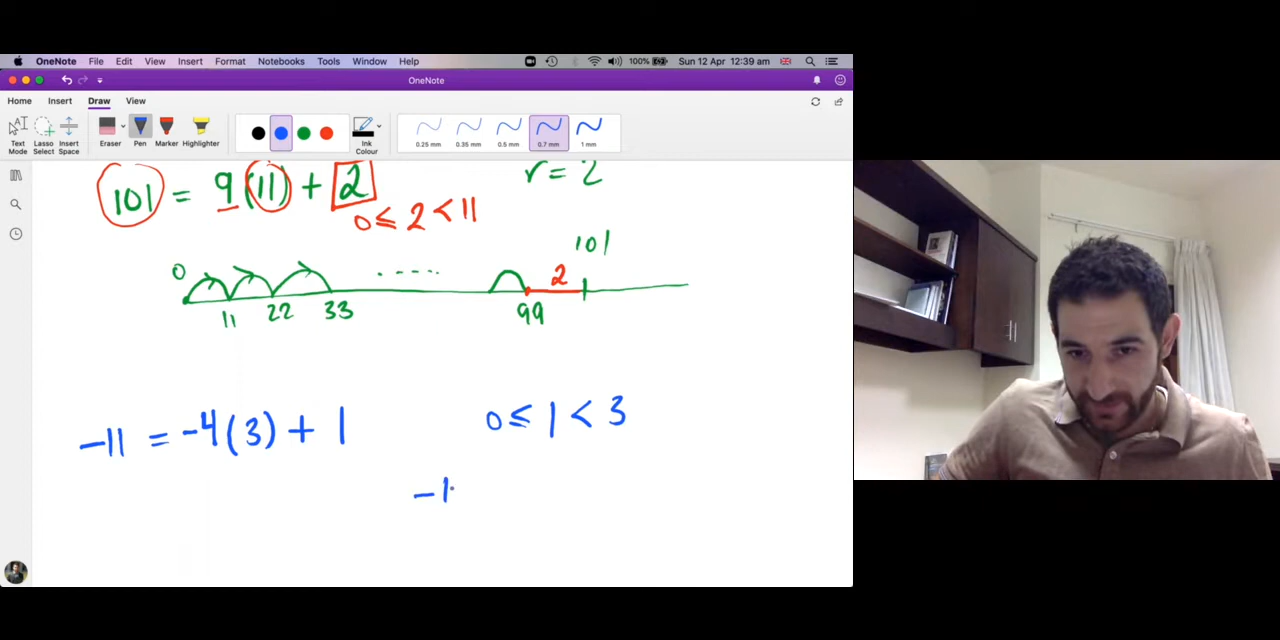 OneNote File Edit View Insert Format Notebooks Tools Window Help 100% Sun 12 Apr 12:39 am
OneNote
Home Insert Draw View
Text Mode Lasso Select Insert Space Eraser Pen Marker Highlighter Ink Colour 0.25 mm 0.35 mm 0.5 mm 0.7 mm 1 mm
101 = 9(11) + 2 r = 2
0 ≤ 2 < 11
0 ..... 2 101
11 22 33 99
-11 = -4(3) + 1 0 ≤ 1 < 3
-1